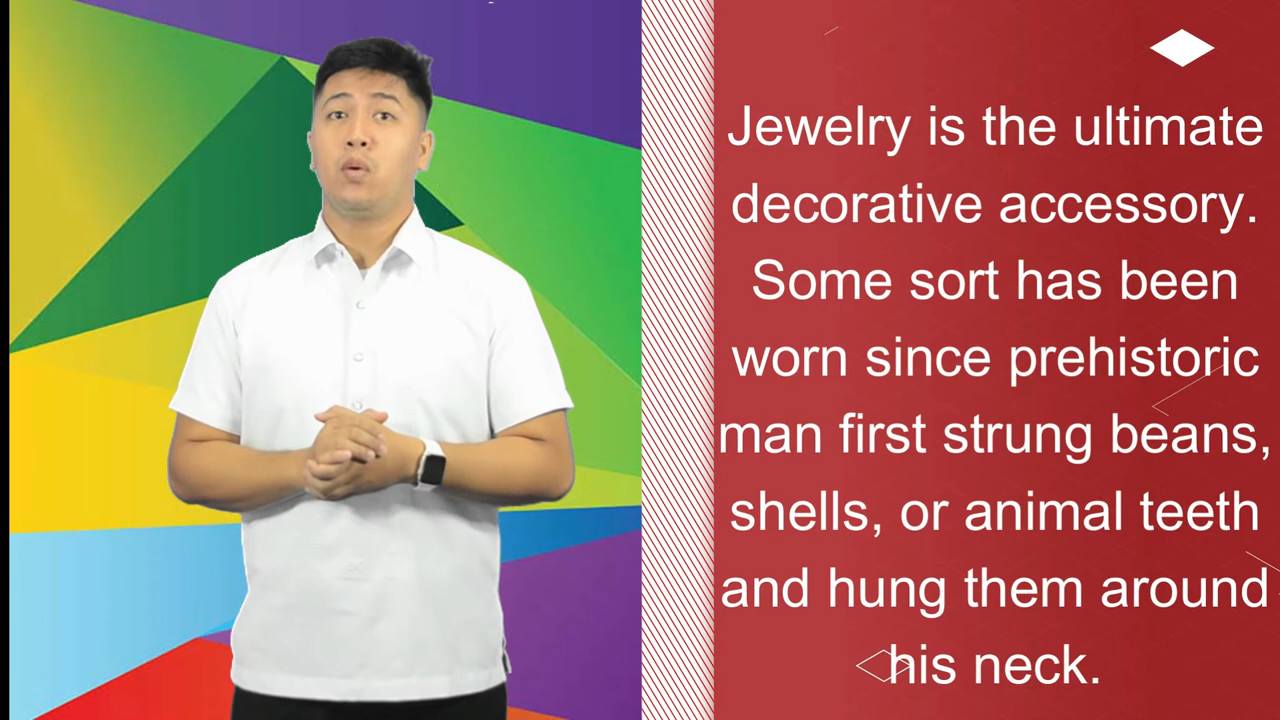 Jewelry is the ultimate
decorative accessory.
Some sort has been
worn since prehistoric
man first strung beans,
shells, or animal teeth
and hung them around
his neck.